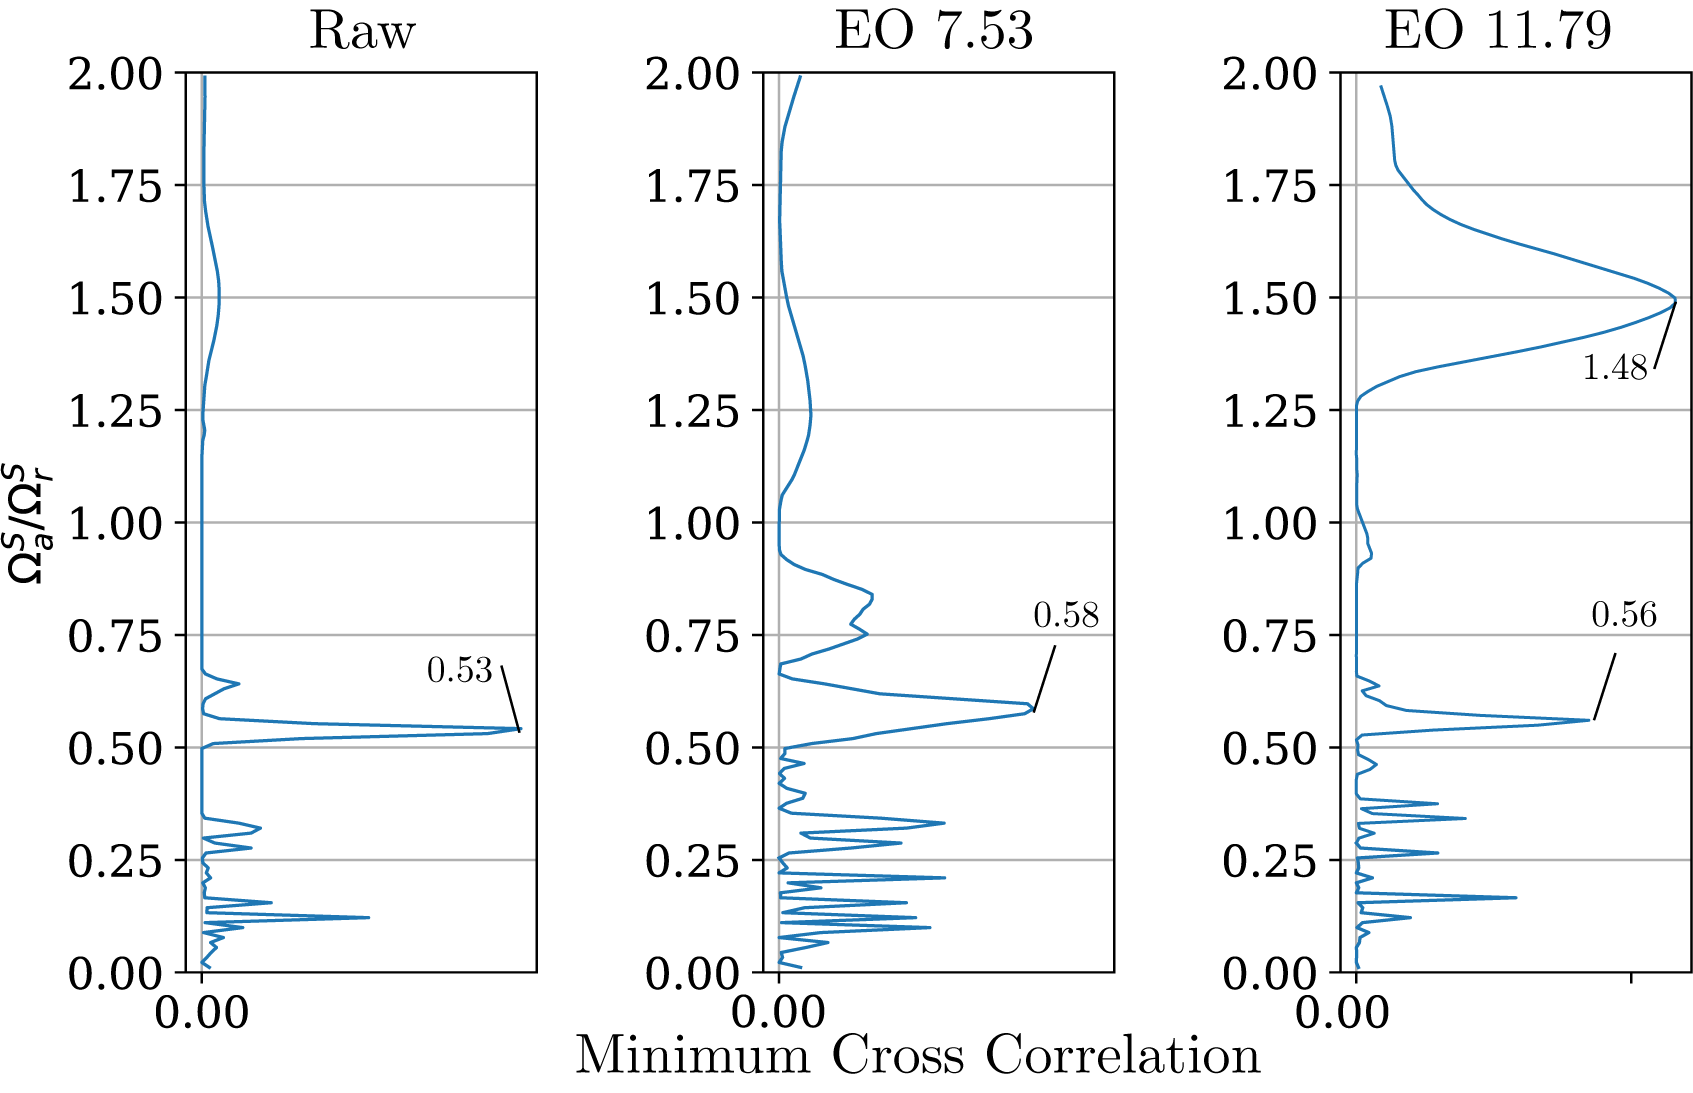 Raw EO 7.53 EO 11.79
2.00 2.00 2.00
1.75 1.75 1.75
1.50 1.50 1.50
1.48
1.25 1.25 1.25
1.00 1.00 1.00
Ωₐˢ/Ωᵣˢ
0.58 0.56
0.75 0.75 0.75
0.53
0.50 0.50 0.50
0.25 0.25 0.25
0.00 0.00 0.00
0.00 0.00 0.00
Minimum Cross Correlation